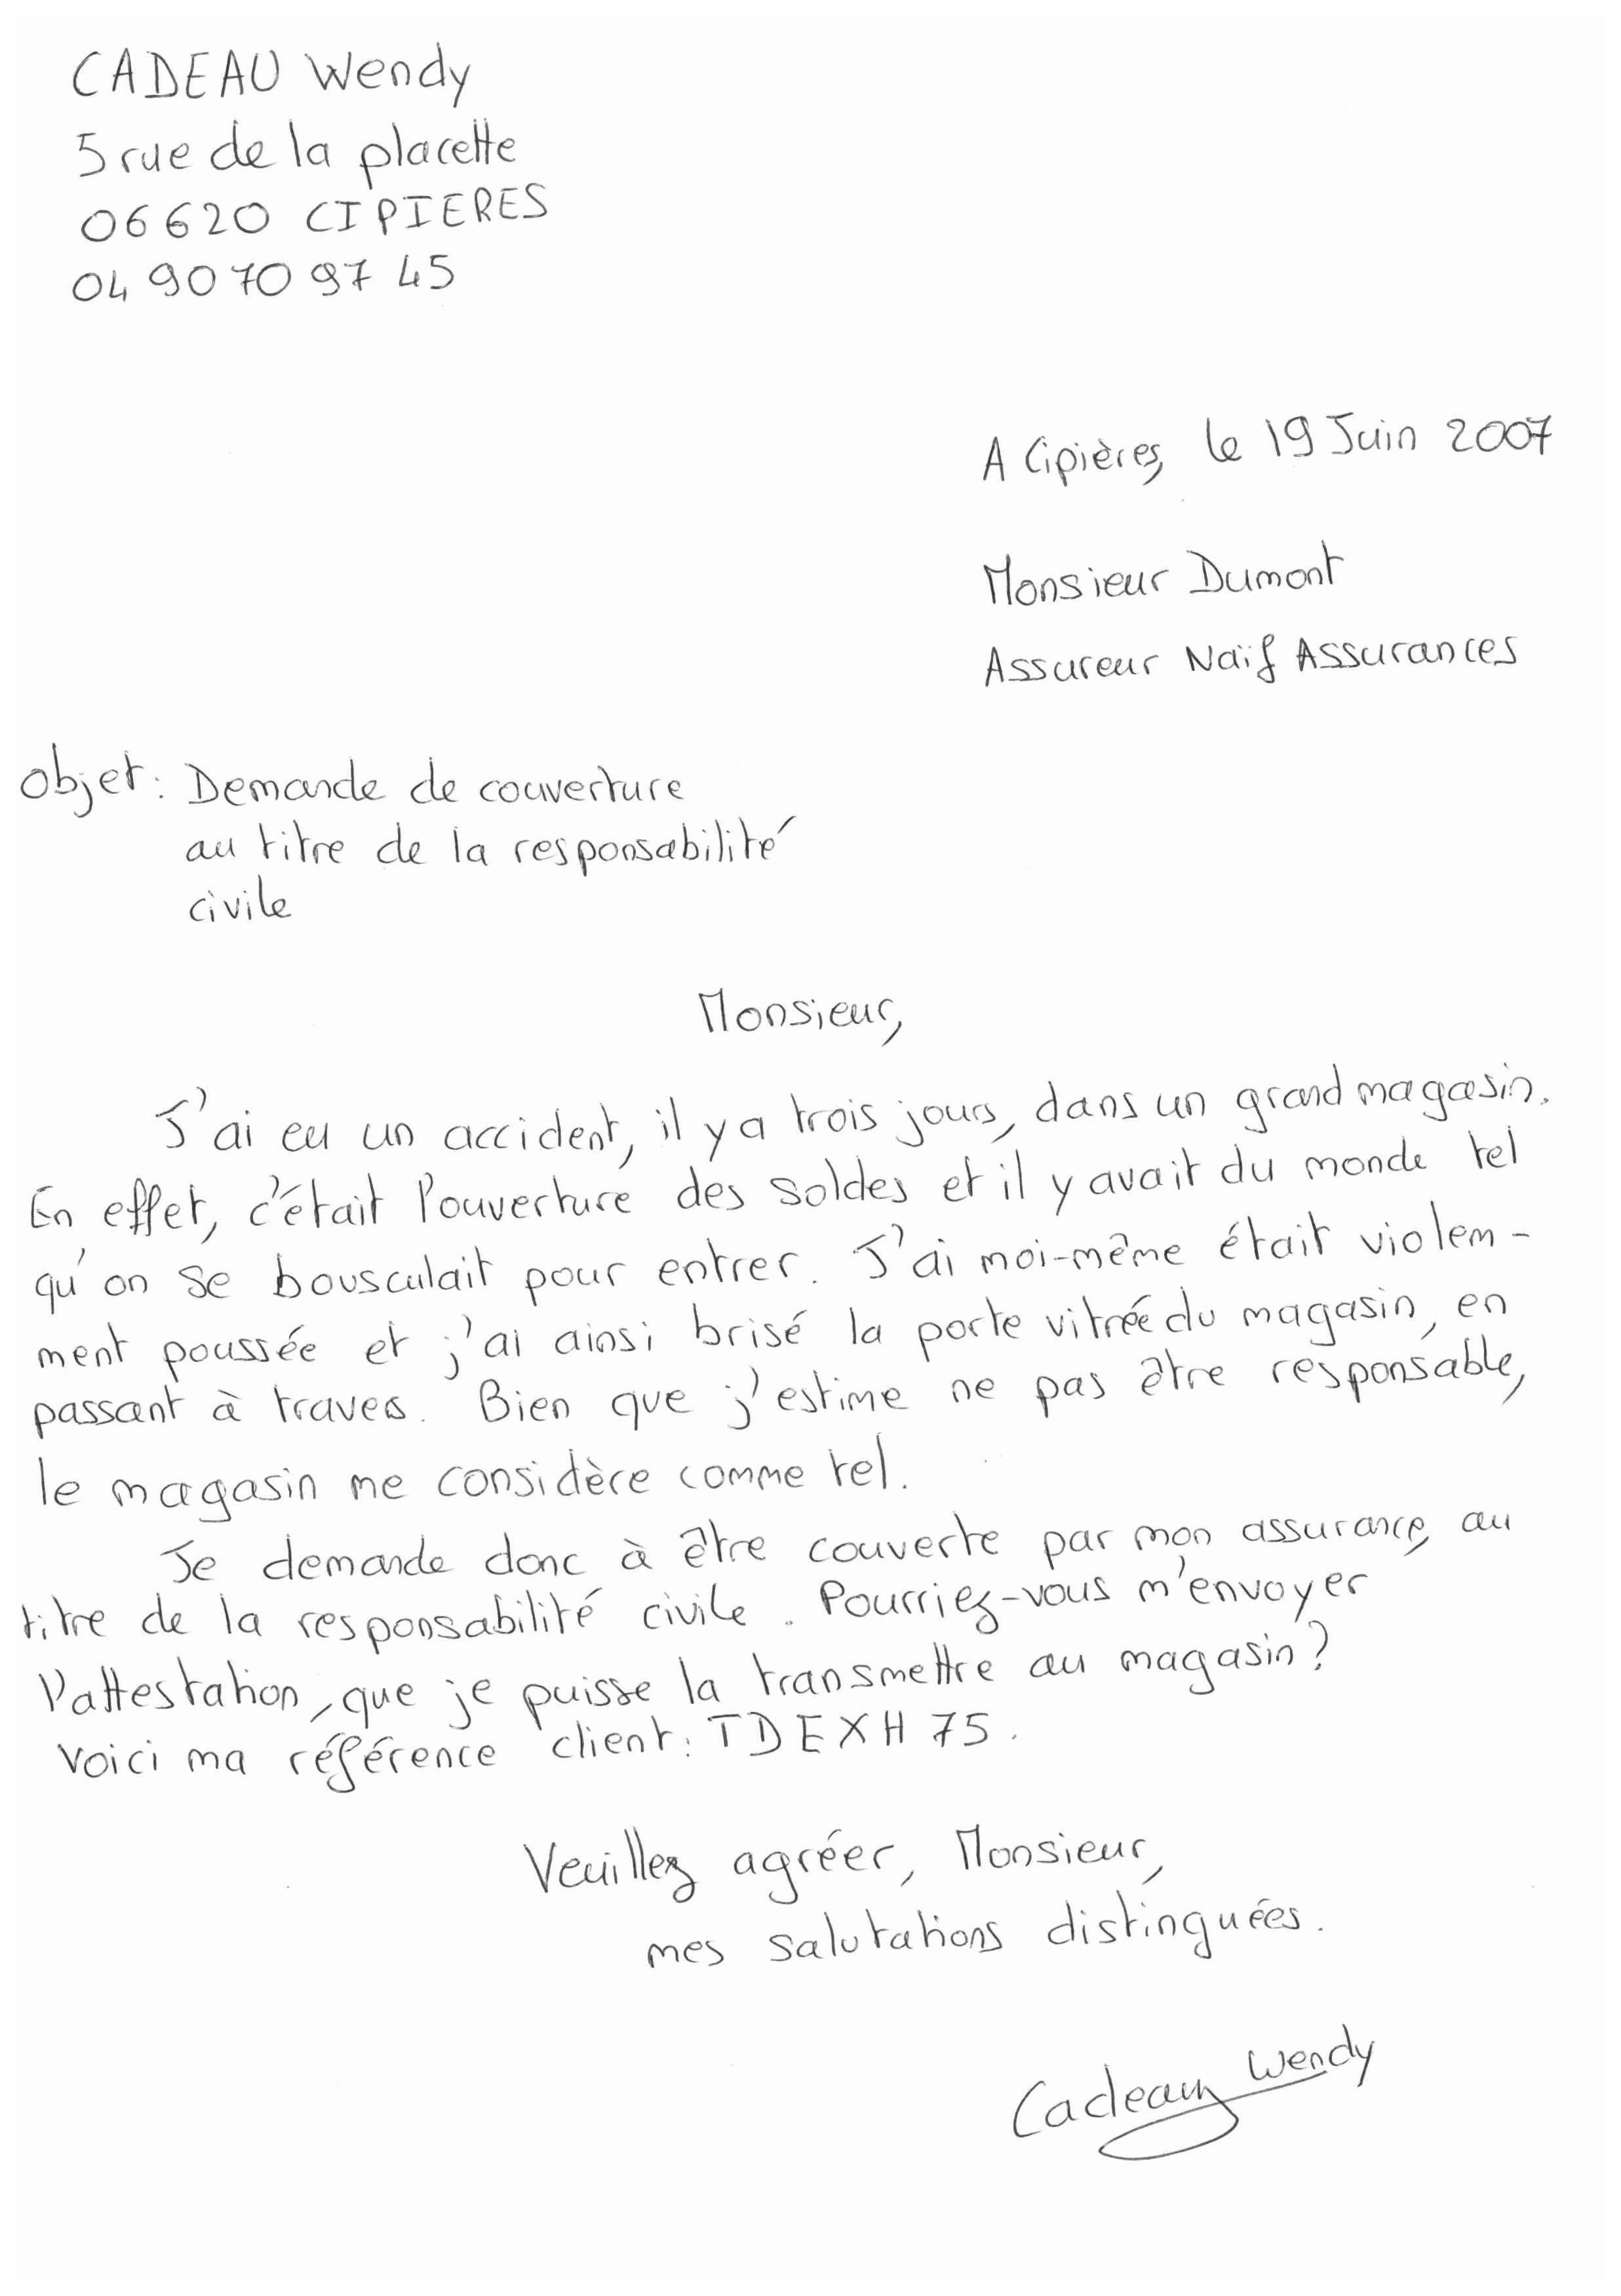 CADEAU Wendy
5 rue de la placette
06620 CIPIERES
04 90 70 97 45
A Cipières, le 19 Juin 2007
Monsieur Dumont
Assureur Naïf Assurances
Objet : Demande de couverture
au titre de la responsabilité
civile
Monsieur,
J'ai eu un accident, il y a trois jours, dans un grand magasin.
En effet, c'était l'ouverture des soldes et il y avait du monde tel
qu'on se bousculait pour entrer. J'ai moi-même était violem-
ment poussée et j'ai ainsi brisé la porte vitrée du magasin, en
passant à travers. Bien que j'estime ne pas être responsable,
le magasin me considère comme tel.
Je demande donc à être couverte par mon assurance, au
titre de la responsabilité civile. Pourriez-vous m'envoyer
l'attestation, que je puisse la transmettre au magasin ?
Voici ma référence client : TDEXH75.
Veuillez agréer, Monsieur,
mes salutations distinguées.
Cadeau Wendy